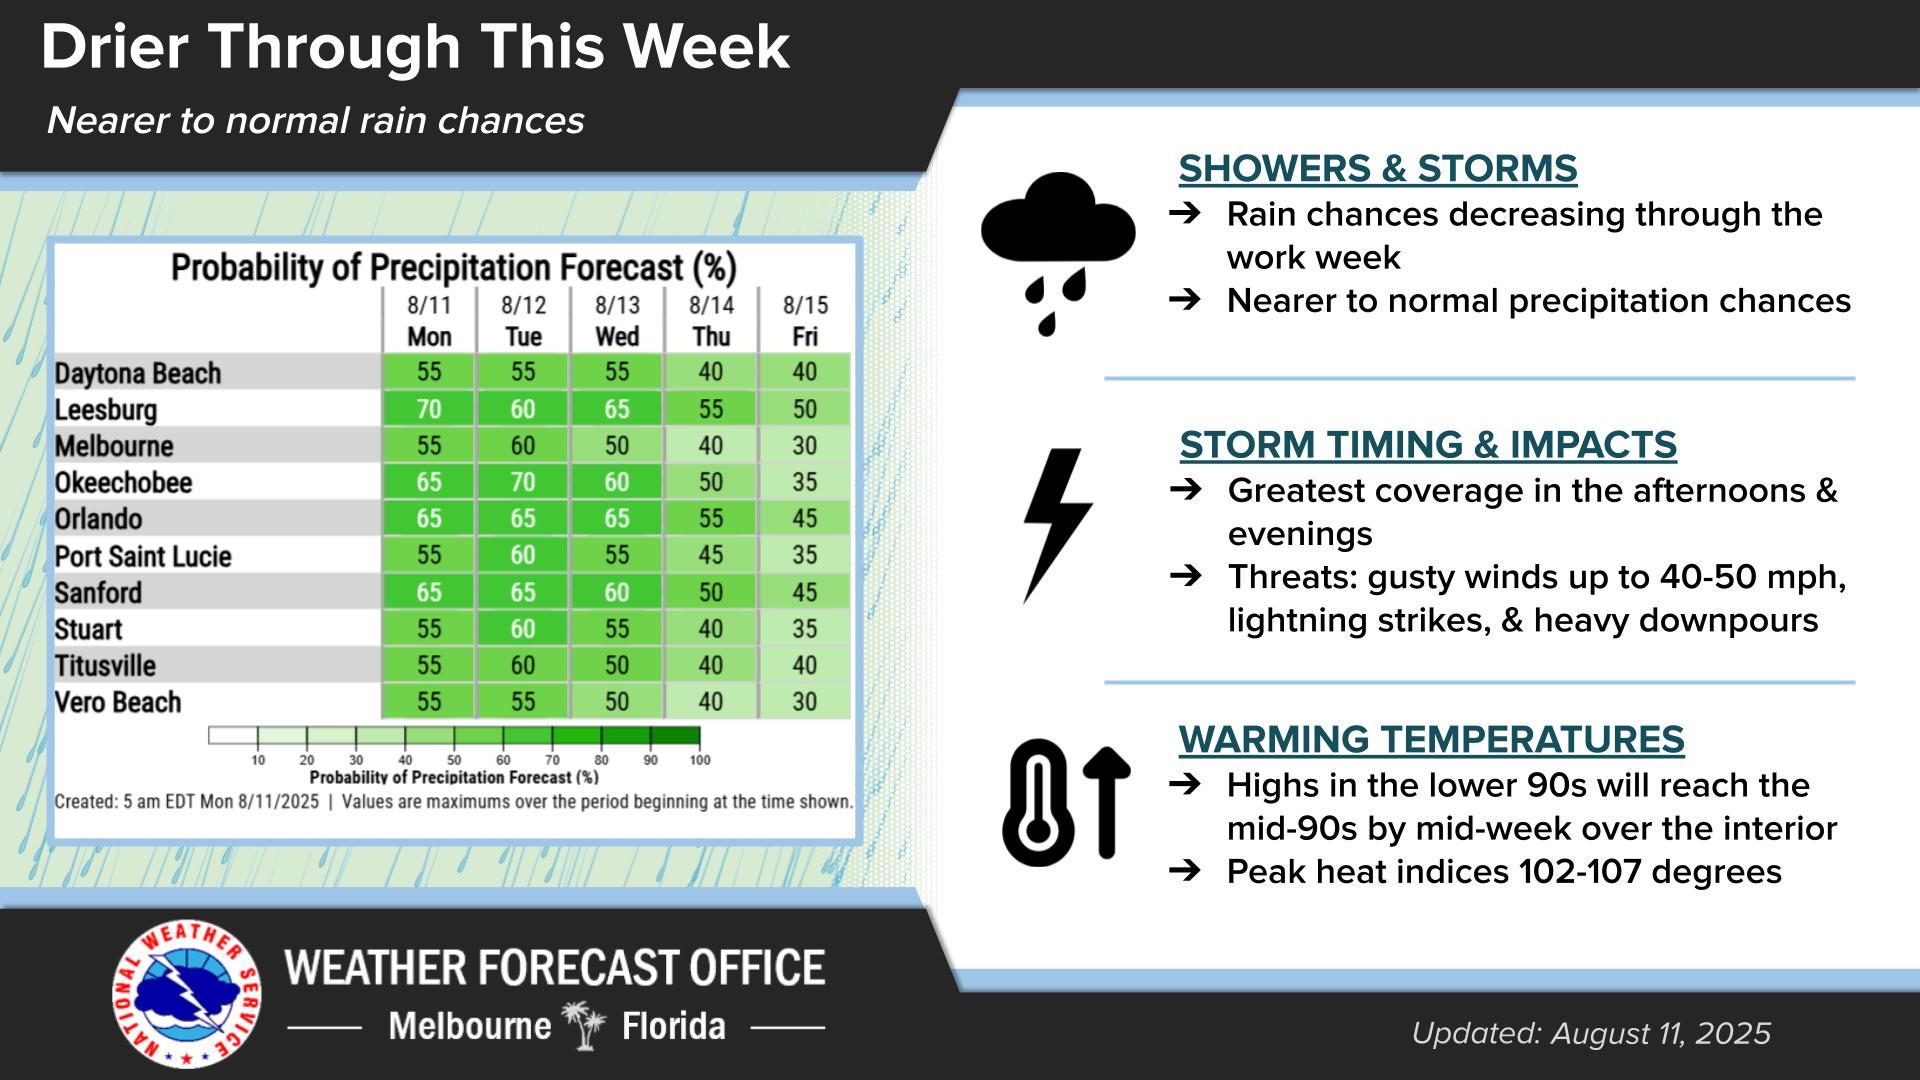 Drier Through This Week
Nearer to normal rain chances
Probability of Precipitation Forecast (%)
8/11 8/12 8/13 8/14 8/15
Mon Tue Wed Thu Fri
Daytona Beach 55 55 55 40 40
Leesburg 70 60 65 55 50
Melbourne 55 60 50 40 30
Okeechobee 65 70 60 50 35
Orlando 65 65 65 55 45
Port Saint Lucie 55 60 55 45 35
Sanford 65 65 60 50 45
Stuart 55 60 55 40 35
Titusville 55 60 50 40 40
Vero Beach 55 55 50 40 30
10 20 30 40 50 60 70 80 90 100
Probability of Precipitation Forecast (%)
Created: 5 am EDT Mon 8/11/2025 | Values are maximums over the period beginning at the time shown.
SHOWERS & STORMS
➔ Rain chances decreasing through the
work week
➔ Nearer to normal precipitation chances
STORM TIMING & IMPACTS
➔ Greatest coverage in the afternoons &
evenings
➔ Threats: gusty winds up to 40-50 mph,
lightning strikes, & heavy downpours
WARMING TEMPERATURES
➔ Highs in the lower 90s will reach the
mid-90s by mid-week over the interior
➔ Peak heat indices 102-107 degrees
NATIONAL WEATHER SERVICE
WEATHER FORECAST OFFICE
Melbourne Florida
Updated: August 11, 2025